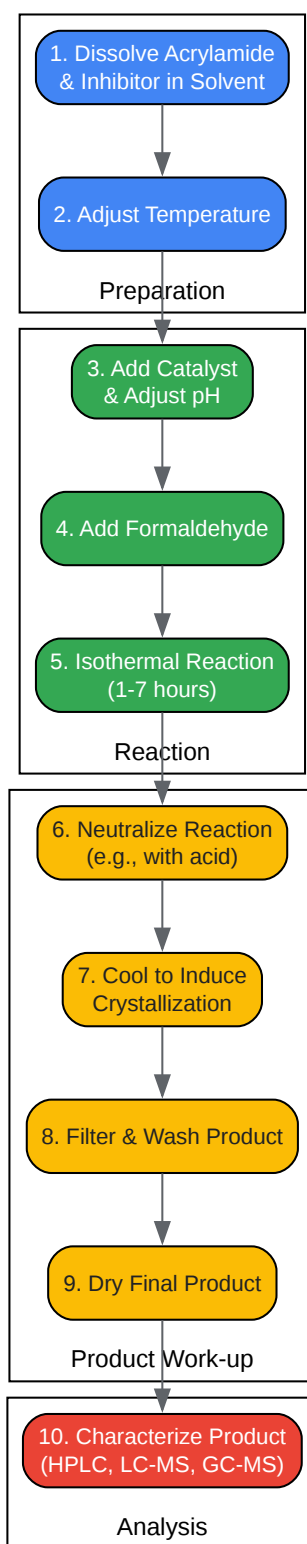 1. Dissolve Acrylamide
& Inhibitor in Solvent
2. Adjust Temperature
Preparation
3. Add Catalyst
& Adjust pH
4. Add Formaldehyde
5. Isothermal Reaction
(1-7 hours)
Reaction
6. Neutralize Reaction
(e.g., with acid)
7. Cool to Induce
Crystallization
8. Filter & Wash Product
9. Dry Final Product
Product Work-up
10. Characterize Product
(HPLC, LC-MS, GC-MS)
Analysis